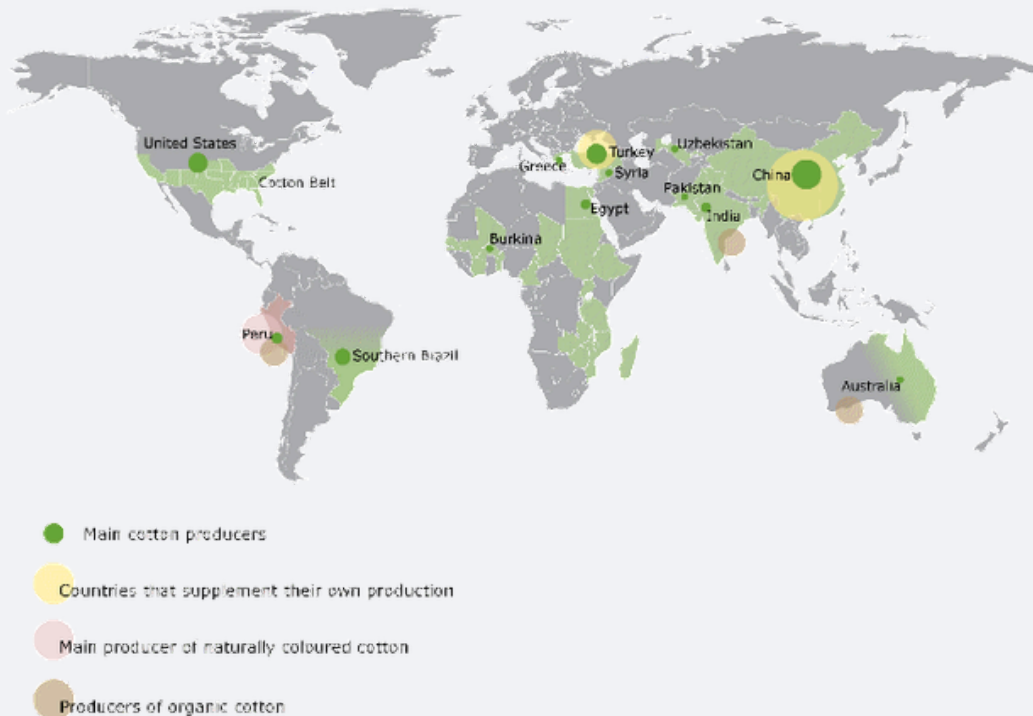 United States
Cotton Belt
Greece
Turkey
Uzbekistan
Syria
Pakistan
China
India
Egypt
Burkina
Peru
Southern Brazil
Australia
Main cotton producers
Countries that supplement their own production
Main producer of naturally coloured cotton
Producers of organic cotton